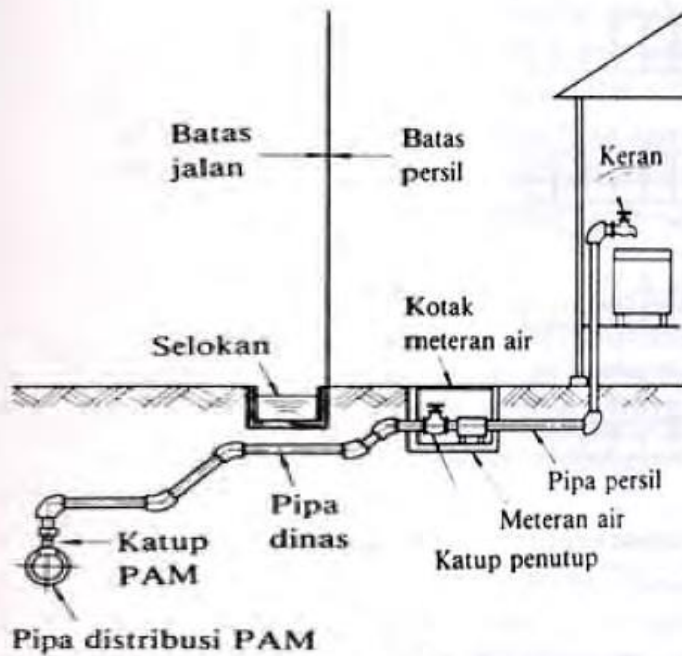 Batas
jalan
Batas
persil
Keran
Kotak
meteran air
Selokan
Pipa persil
Pipa
dinas
Meteran air
Katup
PAM
Katup penutup
Pipa distribusi PAM